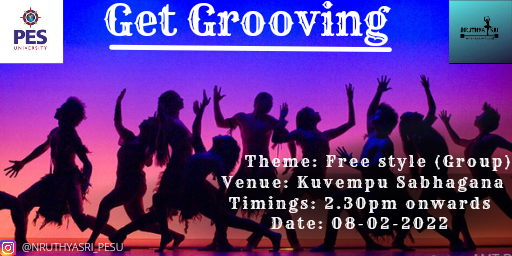 Get Grooving
PES
UNIVERSITY
NRUTHYASRI
Theme: Free style (Group)
Venue: Kuvempu Sabhagana
Timings: 2.30pm onwards
Date: 08-02-2022
@NRUTHYASRI_PESU